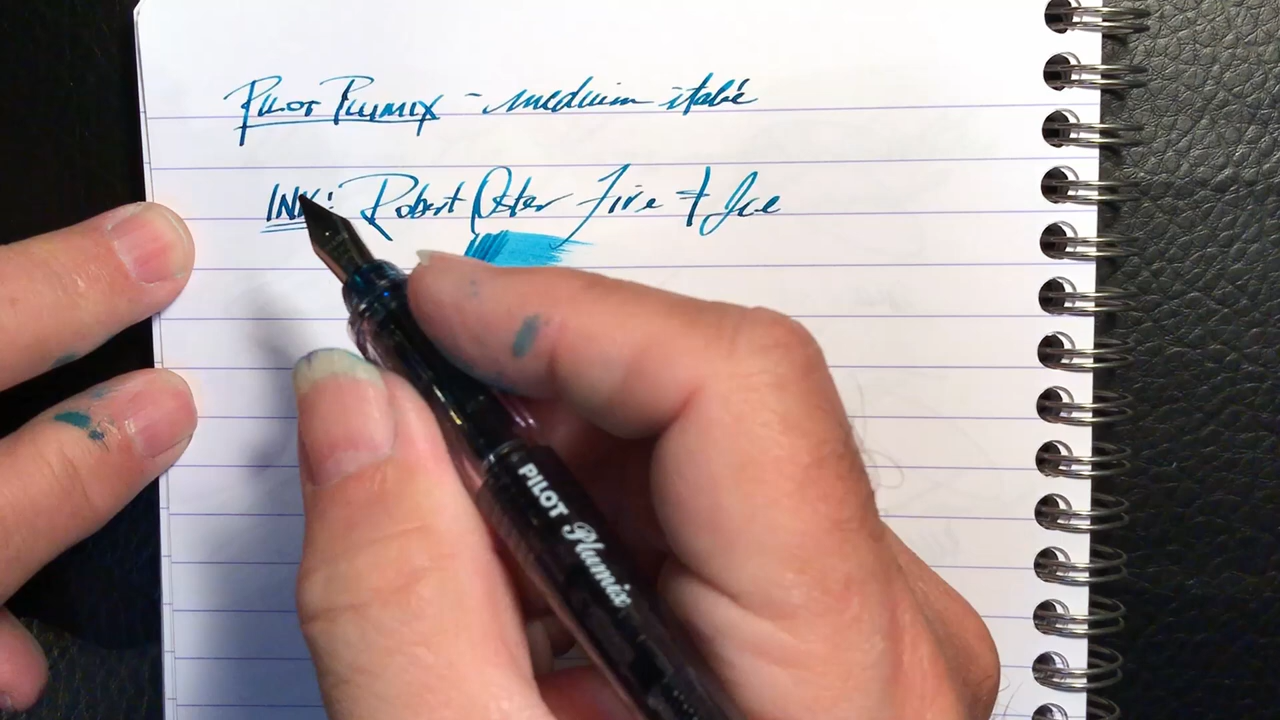 Pilot Plumix - medium italic
INK: Robert Oster Fire & Ice
PILOT Plumix